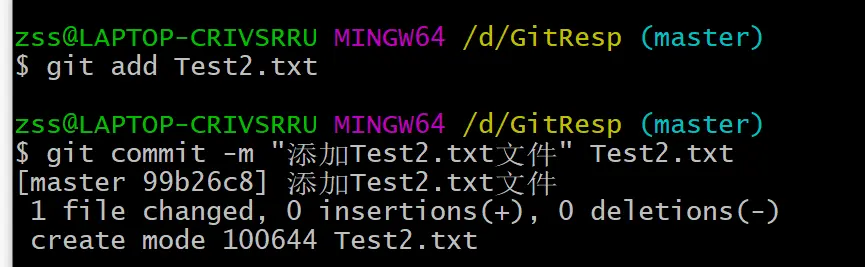 zss@LAPTOP-CRIVSRRU MINGW64 /d/GitResp (master)
$ git add Test2.txt
zss@LAPTOP-CRIVSRRU MINGW64 /d/GitResp (master)
$ git commit -m "添加Test2.txt文件" Test2.txt
[master 99b26c8] 添加Test2.txt文件
1 file changed, 0 insertions(+), 0 deletions(-)
create mode 100644 Test2.txt